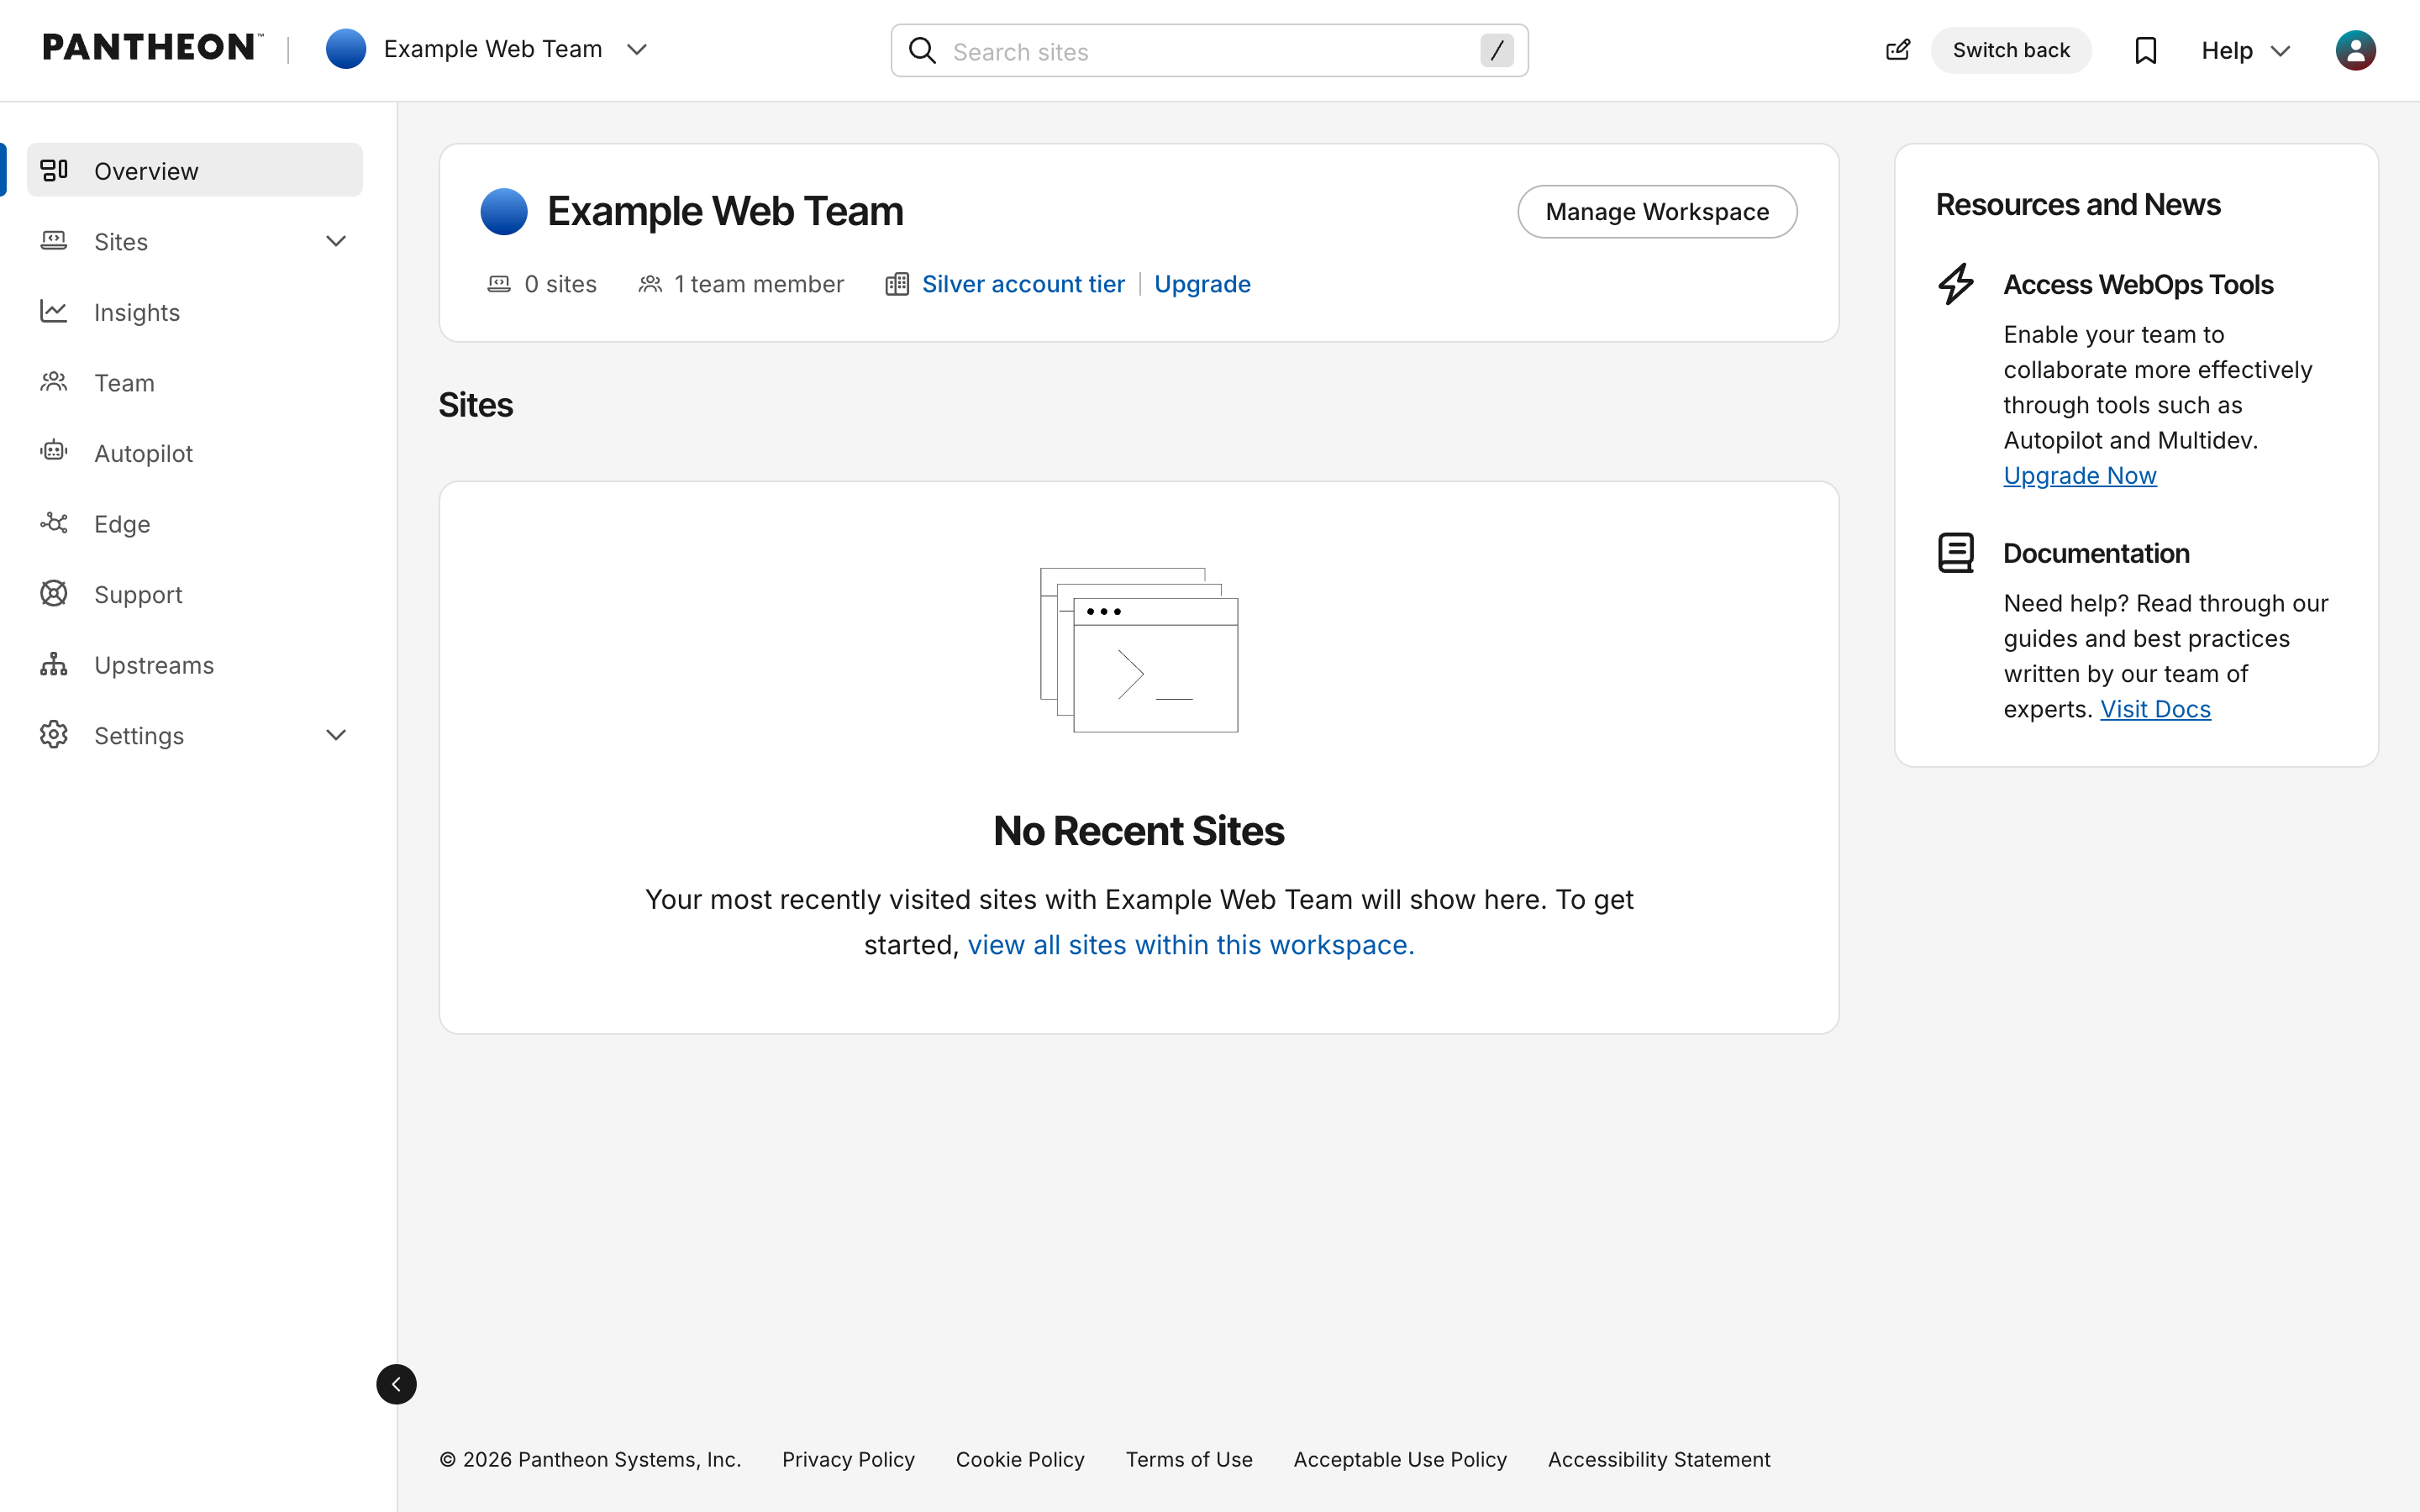 PANTHEON™
Example Web Team
Search sites
/
Switch back
Help
Overview
Sites
Insights
Team
Autopilot
Edge
Support
Upstreams
Settings
Example Web Team
Manage Workspace
0 sites
1 team member
Silver account tier
Upgrade
Sites
>_
No Recent Sites
Your most recently visited sites with Example Web Team will show here. To get
started, view all sites within this workspace.
Resources and News
Access WebOps Tools
Enable your team to
collaborate more effectively
through tools such as
Autopilot and Multidev.
Upgrade Now
Documentation
Need help? Read through our
guides and best practices
written by our team of
experts. Visit Docs
© 2026 Pantheon Systems, Inc.
Privacy Policy
Cookie Policy
Terms of Use
Acceptable Use Policy
Accessibility Statement